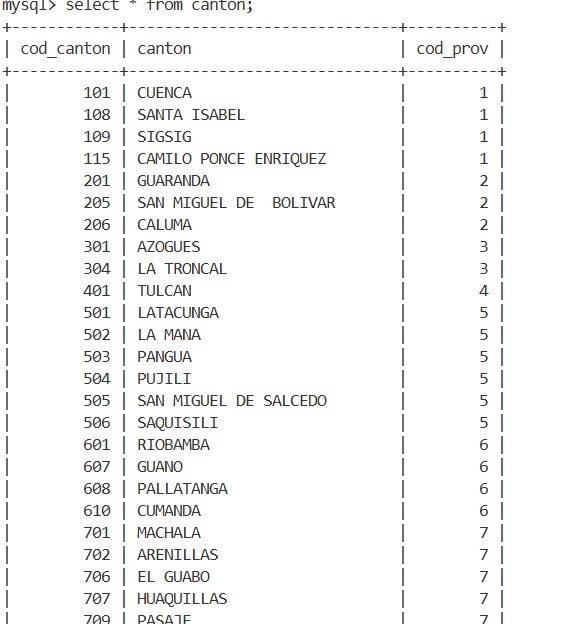 mysql> select * from canton;
+------------+------------------------------+----------+
| cod_canton | canton                       | cod_prov |
+------------+------------------------------+----------+
|        101 | CUENCA                       |        1 |
|        108 | SANTA ISABEL                 |        1 |
|        109 | SIGSIG                       |        1 |
|        115 | CAMILO PONCE ENRIQUEZ        |        1 |
|        201 | GUARANDA                     |        2 |
|        205 | SAN MIGUEL DE  BOLIVAR       |        2 |
|        206 | CALUMA                       |        2 |
|        301 | AZOGUES                      |        3 |
|        304 | LA TRONCAL                   |        3 |
|        401 | TULCAN                       |        4 |
|        501 | LATACUNGA                    |        5 |
|        502 | LA MANA                      |        5 |
|        503 | PANGUA                       |        5 |
|        504 | PUJILI                       |        5 |
|        505 | SAN MIGUEL DE SALCEDO        |        5 |
|        506 | SAQUISILI                    |        5 |
|        601 | RIOBAMBA                     |        6 |
|        607 | GUANO                        |        6 |
|        608 | PALLATANGA                   |        6 |
|        610 | CUMANDA                      |        6 |
|        701 | MACHALA                      |        7 |
|        702 | ARENILLAS                    |        7 |
|        706 | EL GUABO                     |        7 |
|        707 | HUAQUILLAS                   |        7 |
|        709 | PASAJE                       |        7 |